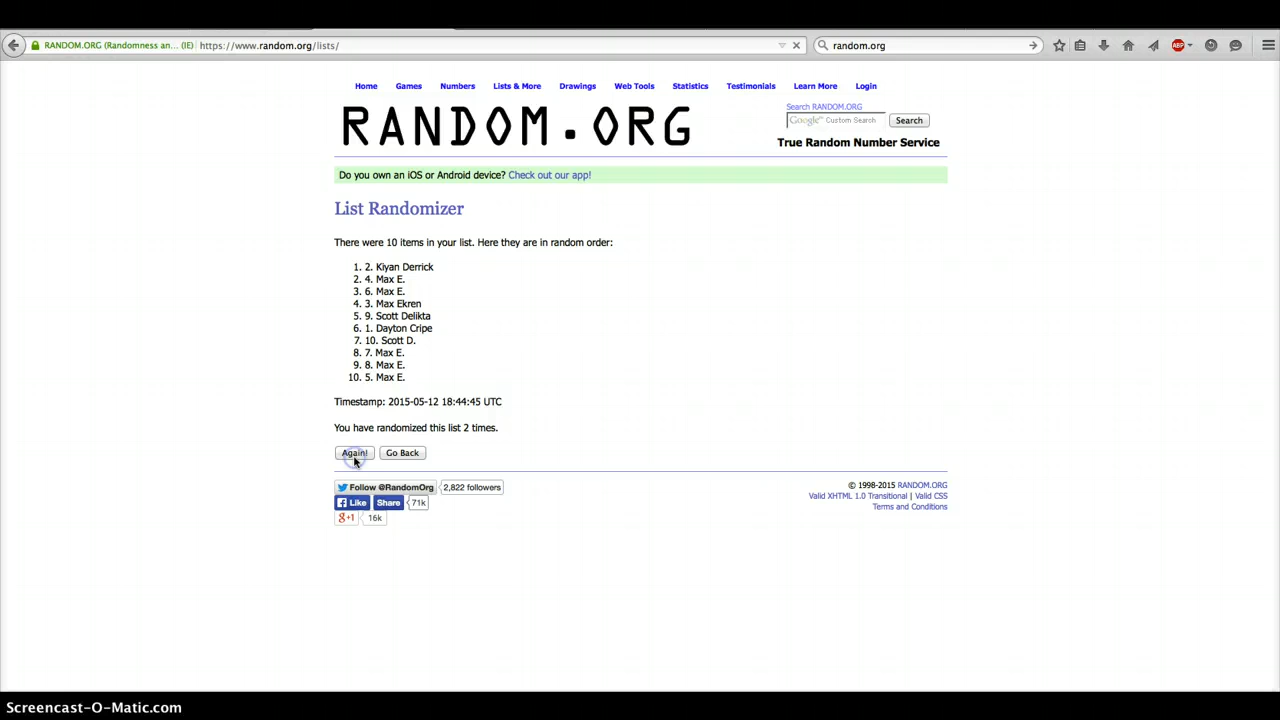 RANDOM.ORG (Randomness an... (IE)
https://www.random.org/lists/
random.org
ABP
Home Games Numbers Lists & More Drawings Web Tools Statistics Testimonials Learn More Login
RANDOM.ORG
Search RANDOM.ORG
Google™ Custom Search
Search
True Random Number Service
Do you own an iOS or Android device? Check out our app!
List Randomizer
There were 10 items in your list. Here they are in random order:
1. 2. Kiyan Derrick
2. 4. Max E.
3. 6. Max E.
4. 3. Max Ekren
5. 9. Scott Delikta
6. 1. Dayton Cripe
7. 10. Scott D.
8. 7. Max E.
9. 8. Max E.
10. 5. Max E.
Timestamp: 2015-05-12 18:44:45 UTC
You have randomized this list 2 times.
Again! Go Back
Follow @RandomOrg 2,822 followers
Like Share 71k
g+1 16k
© 1998-2015 RANDOM.ORG
Valid XHTML 1.0 Transitional | Valid CSS
Terms and Conditions
Screencast-O-Matic.com